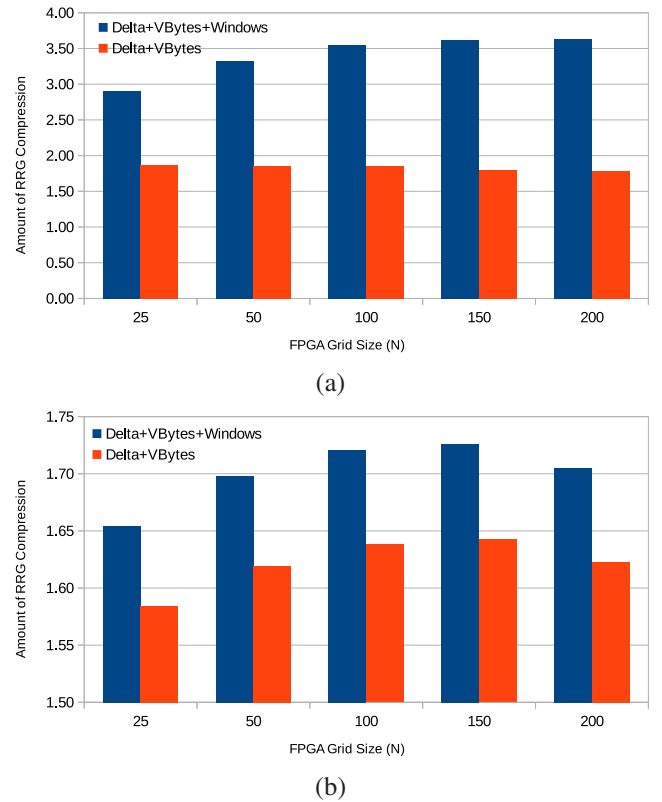 Delta+VBytes+Windows
Delta+VBytes
4.00
3.50
3.00
2.50
2.00
1.50
1.00
0.50
0.00
Amount of RRG Compression
25 50 100 150 200
FPGA Grid Size (N)
(a)
Delta+VBytes+Windows
Delta+VBytes
1.75
1.70
1.65
1.60
1.55
1.50
Amount of RRG Compression
25 50 100 150 200
FPGA Grid Size (N)
(b)